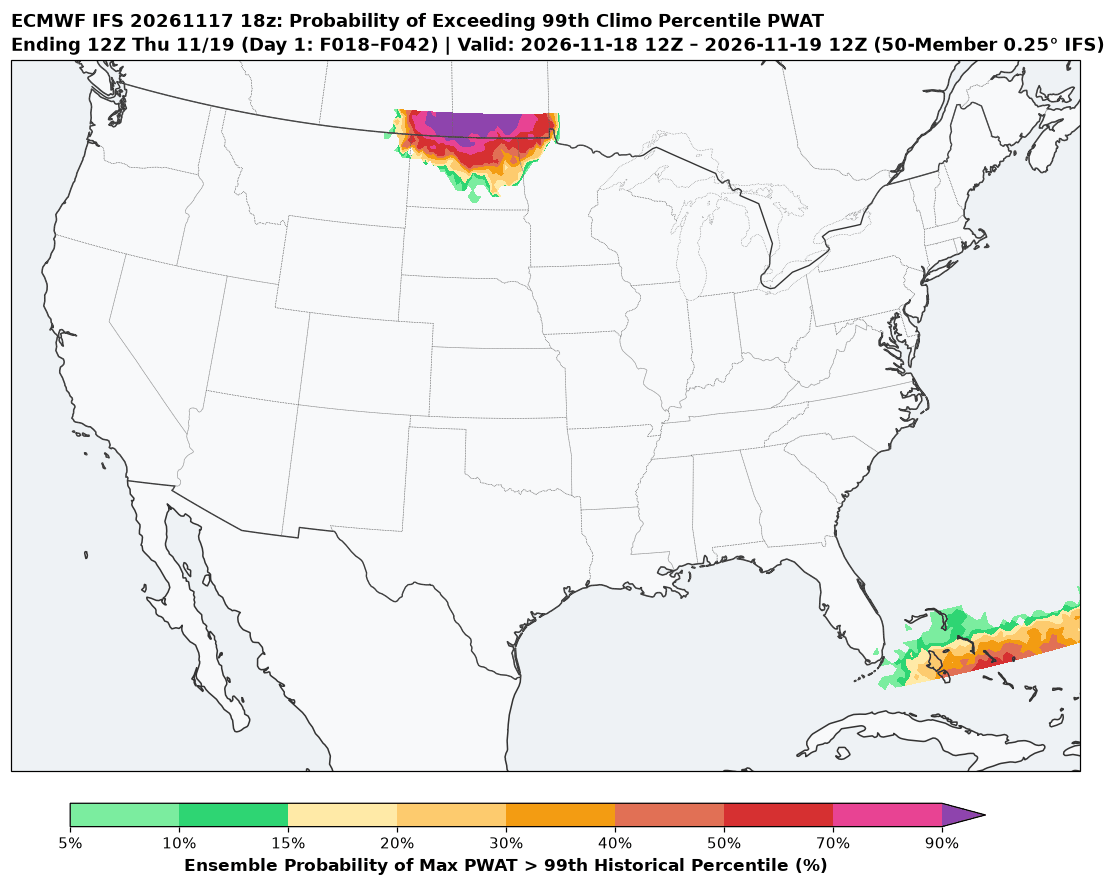 ECMWF IFS 20261117 18z: Probability of Exceeding 99th Climo Percentile PWAT
Ending 12Z Thu 11/19 (Day 1: F018–F042) | Valid: 2026-11-18 12Z – 2026-11-19 12Z (50-Member 0.25° IFS)
5% 10% 15% 20% 30% 40% 50% 70% 90%
Ensemble Probability of Max PWAT > 99th Historical Percentile (%)